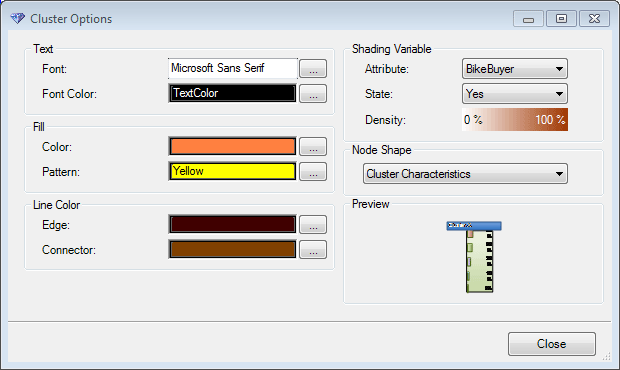 Cluster Options
Text
Font: Microsoft Sans Serif ...
Font Color: TextColor ...
Fill
Color: ...
Pattern: Yellow ...
Line Color
Edge: ...
Connector: ...
Shading Variable
Attribute: BikeBuyer
State: Yes
Density: 0 % 100 %
Node Shape
Cluster Characteristics
Preview
Close